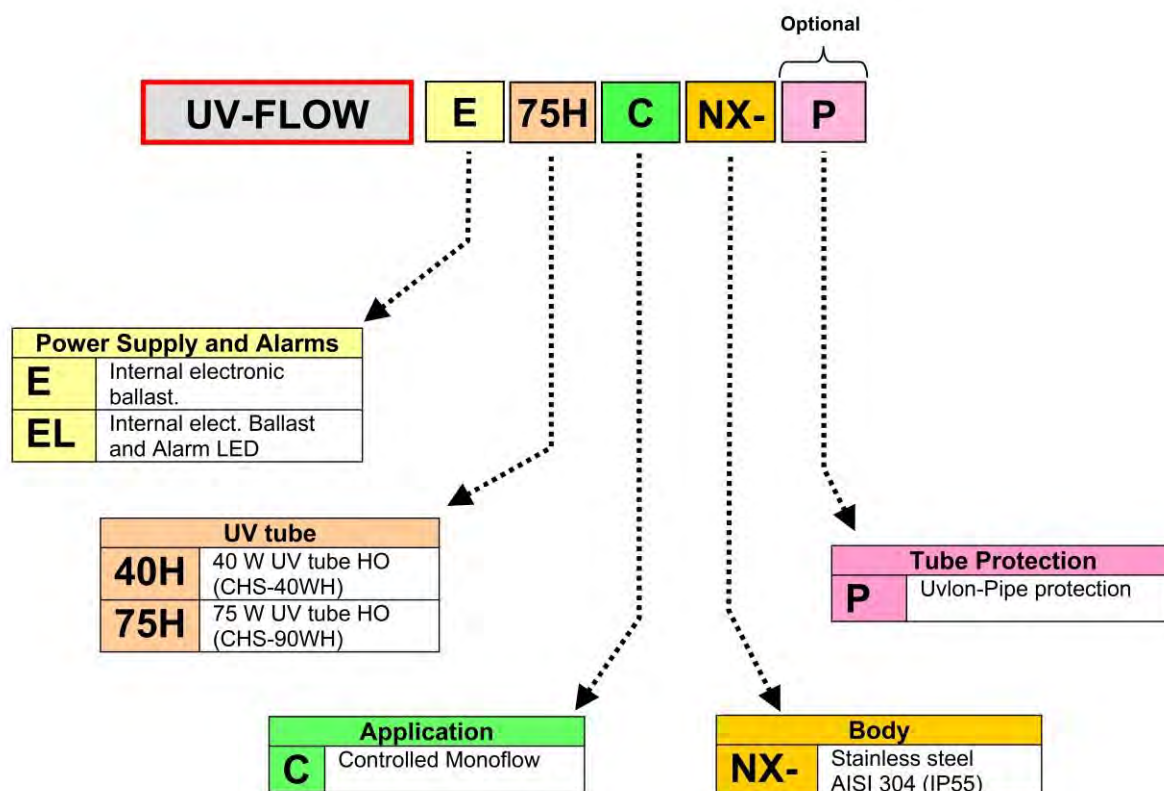 Optional
UV-FLOW E 75H C NX- P
Power Supply and Alarms
E Internal electronic
ballast.
EL Internal elect. Ballast
and Alarm LED
UV tube
40H 40 W UV tube HO
(CHS-40WH)
75H 75 W UV tube HO
(CHS-90WH)
Tube Protection
P Uvlon-Pipe protection
Application
C Controlled Monoflow
Body
NX- Stainless steel
AISI 304 (IP55)